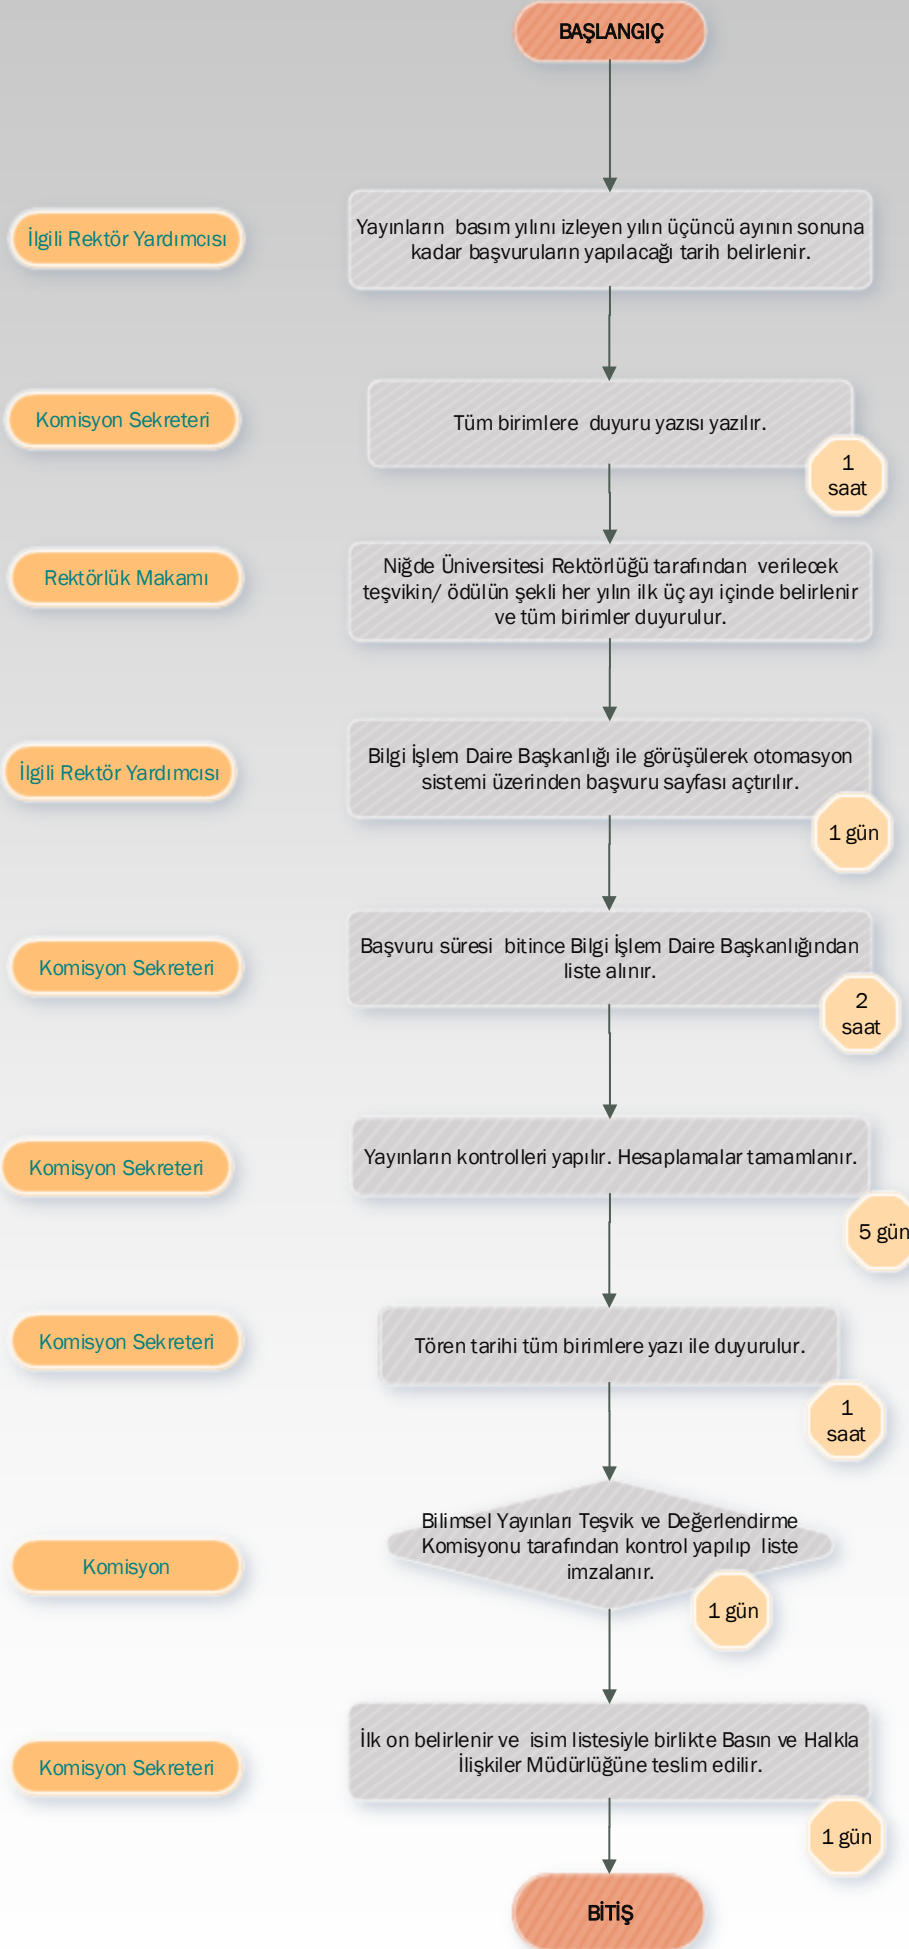 BAŞLANGIÇ
İlgili Rektör Yardımcısı
Yayınların basım yılını izleyen yılın üçüncü ayının sonuna
kadar başvuruların yapılacağı tarih belirlenir.
Komisyon Sekreteri
Tüm birimlere duyuru yazısı yazılır.
1
saat
Rektörlük Makamı
Niğde Üniversitesi Rektörlüğü tarafından verilecek
teşvikin/ ödülün şekli her yılın ilk üç ayı içinde belirlenir
ve tüm birimler duyurulur.
İlgili Rektör Yardımcısı
Bilgi İşlem Daire Başkanlığı ile görüşülerek otomasyon
sistemi üzerinden başvuru sayfası açtırılır.
1 gün
Komisyon Sekreteri
Başvuru süresi bitince Bilgi İşlem Daire Başkanlığından
liste alınır.
2
saat
Komisyon Sekreteri
Yayınların kontrolleri yapılır. Hesaplamalar tamamlanır.
5 gün
Komisyon Sekreteri
Tören tarihi tüm birimlere yazı ile duyurulur.
1
saat
Komisyon
Bilimsel Yayınları Teşvik ve Değerlendirme
Komisyonu tarafından kontrol yapılıp liste
imzalanır.
1 gün
Komisyon Sekreteri
İlk on belirlenir ve isim listesiyle birlikte Basın ve Halkla
İlişkiler Müdürlüğüne teslim edilir.
1 gün
BİTİŞ